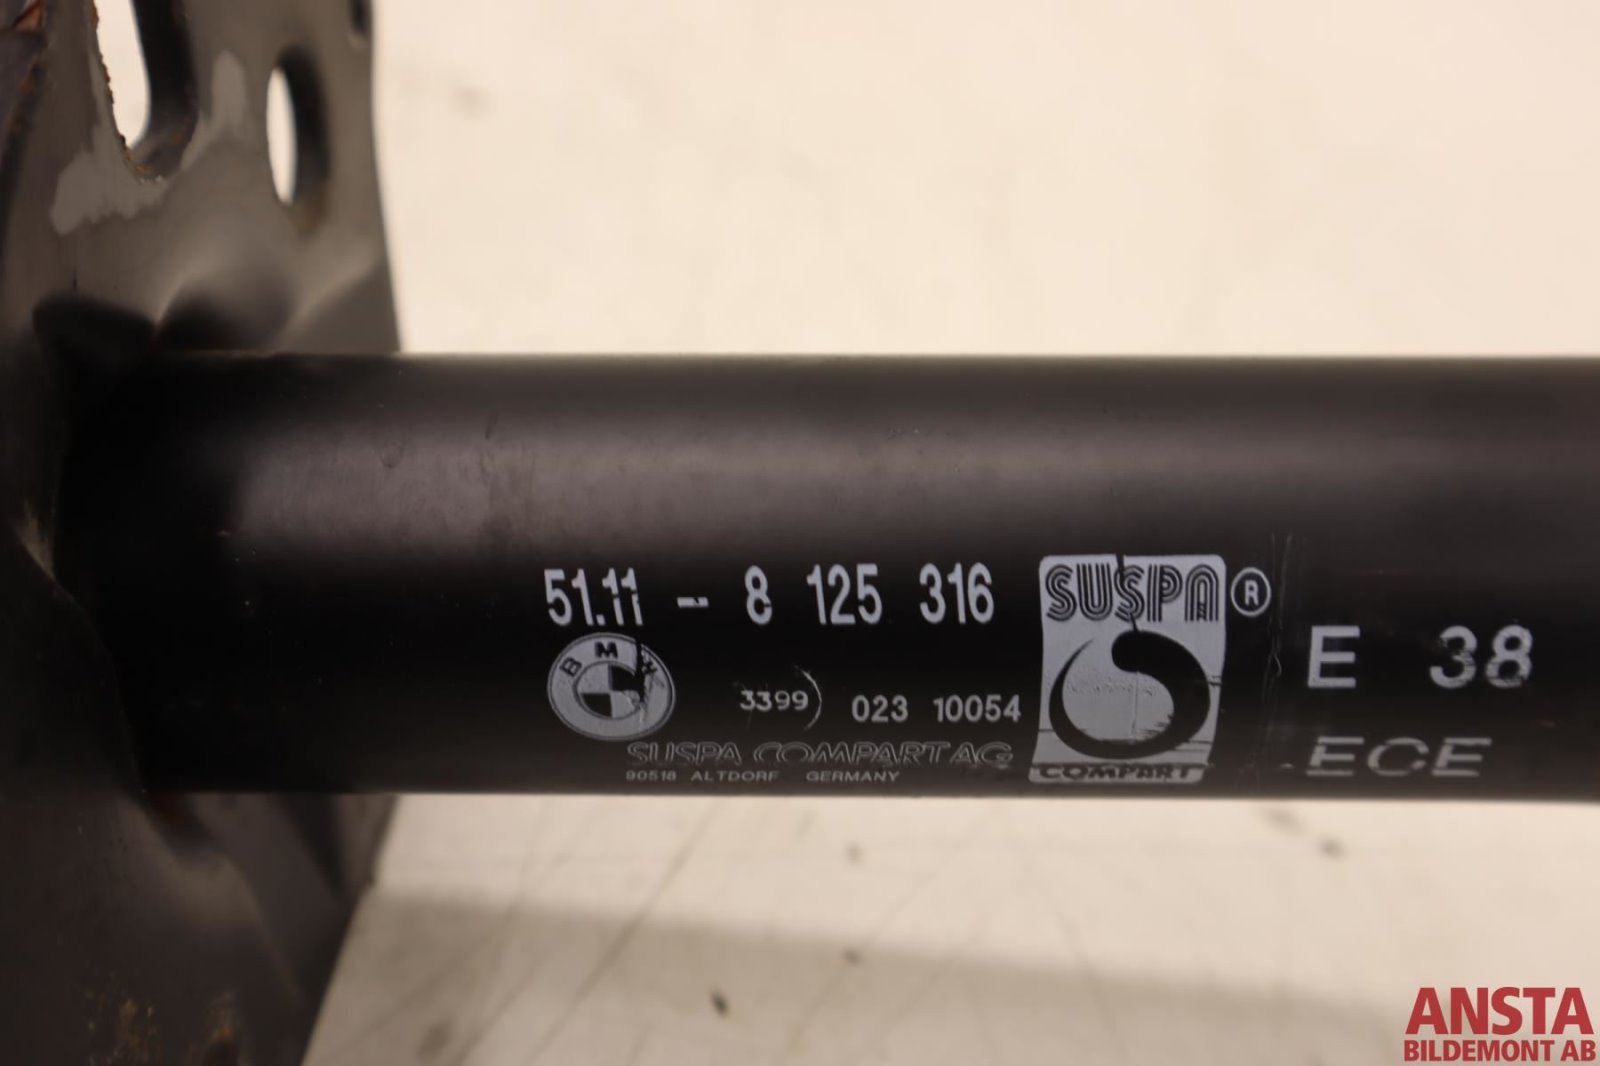 51.11 - 8 125 316
BMW
3399) 023 10054
SUSPA COMPART AG
90518 ALTDORF GERMANY
SUSPA®
COMPART
E 38
ECE
ANSTA
BILDEMONT AB